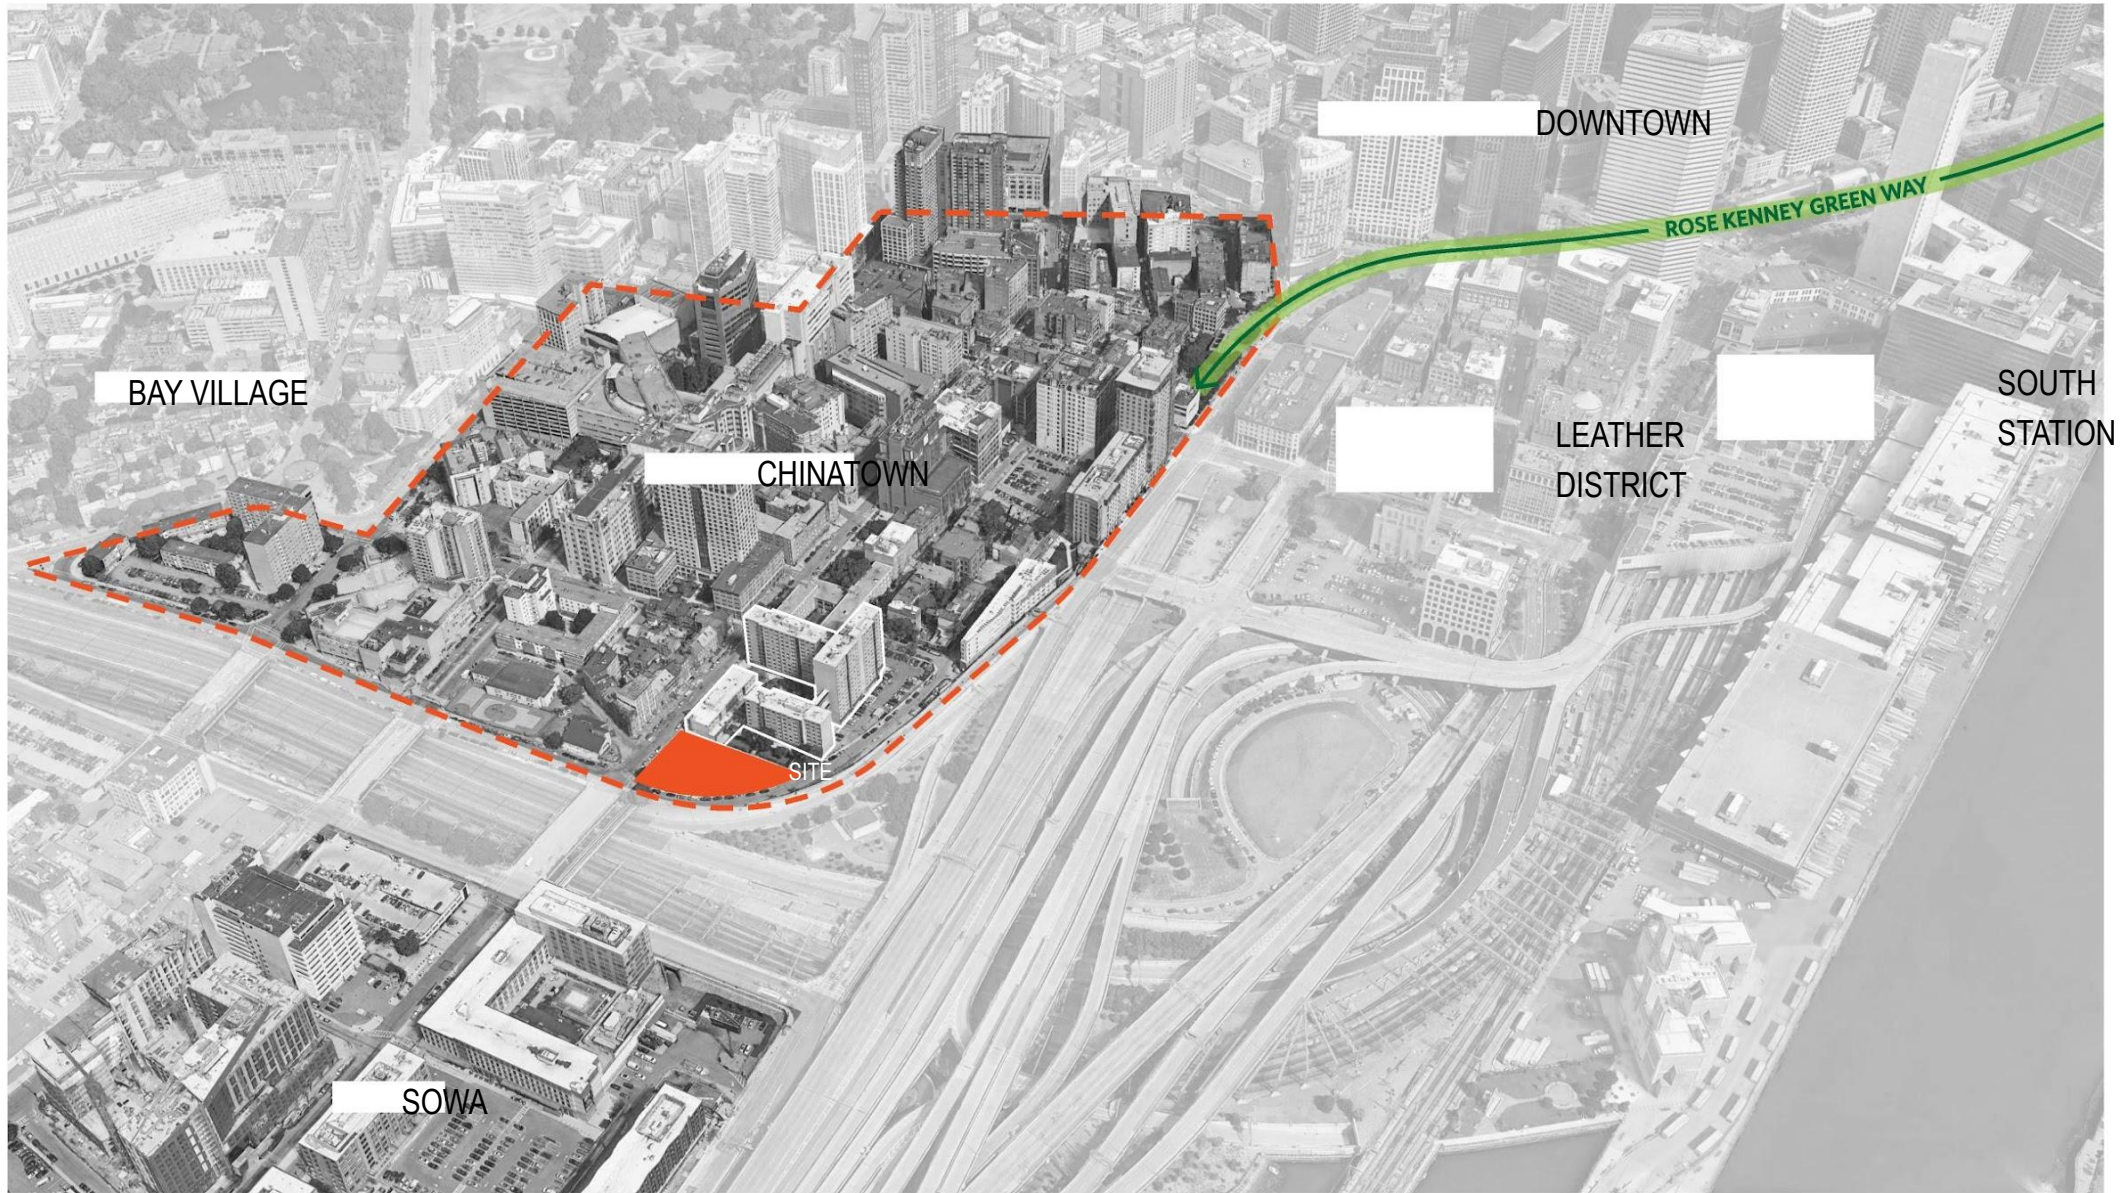 DOWNTOWN
ROSE KENNEY GREEN WAY
BAY VILLAGE
SOUTH
STATION
LEATHER
DISTRICT
CHINATOWN
SITE
SOWA